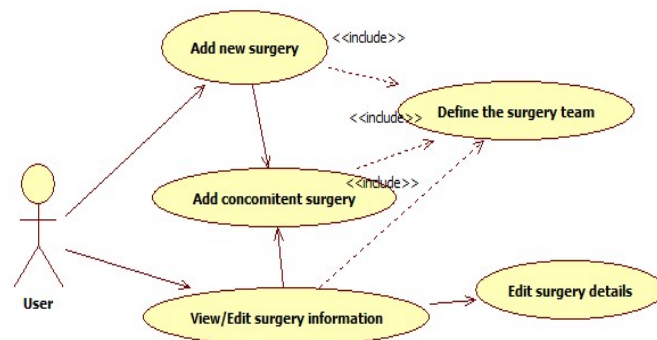 Add new surgery
<<include>>
Define the surgery team
<<include>>
<<include>>
Add concomitent surgery
User
Edit surgery details
View/Edit surgery information